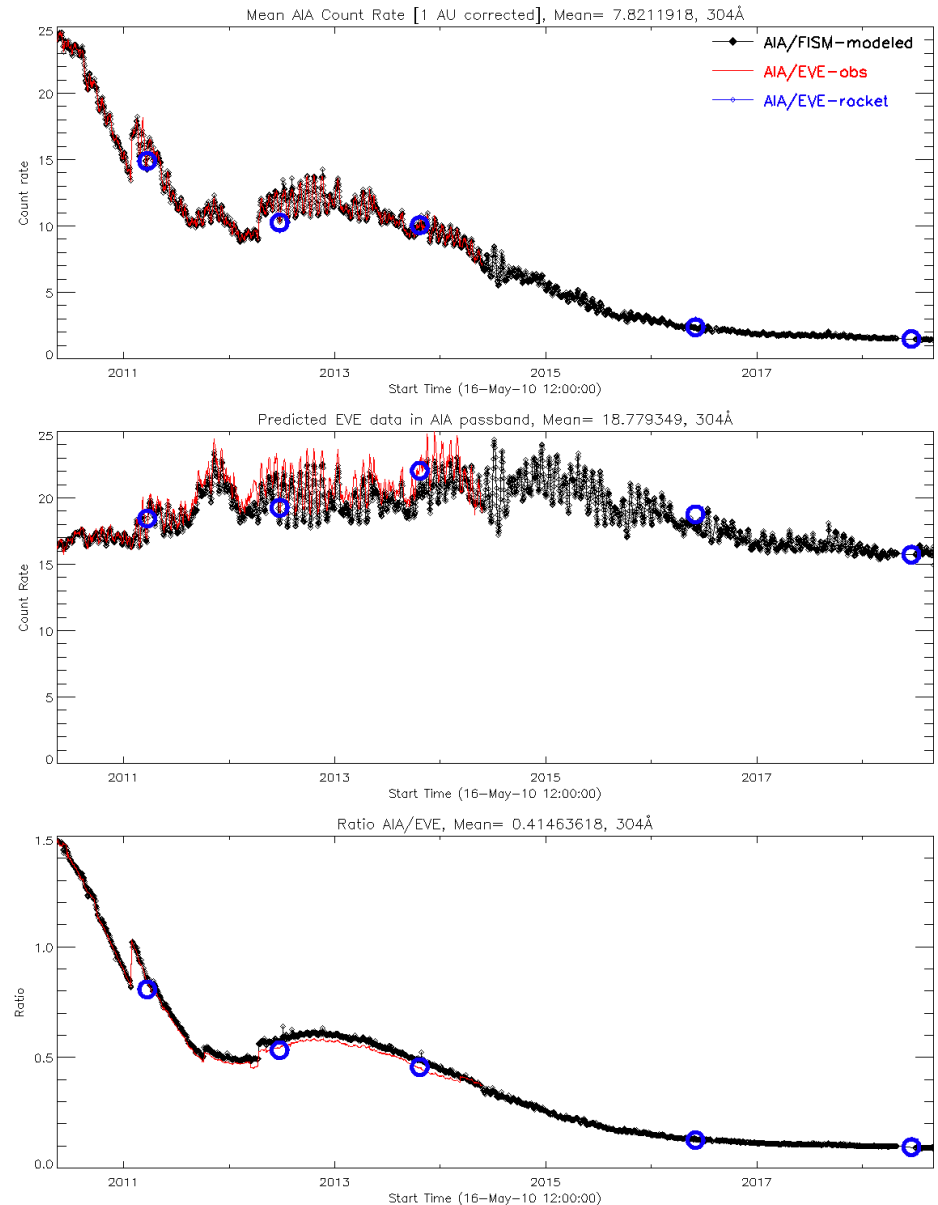 Mean AIA Count Rate [1 AU corrected], Mean= 7.8211918, 304Å
AIA/FISM-modeled
AIA/EVE-obs
AIA/EVE-rocket
Count rate
25
20
15
10
5
0
2011 2013 2015 2017
Start Time (16-May-10 12:00:00)
Predicted EVE data in AIA passband, Mean= 18.779349, 304Å
Count Rate
25
20
15
10
5
0
2011 2013 2015 2017
Start Time (16-May-10 12:00:00)
Ratio AIA/EVE, Mean= 0.41463618, 304Å
Ratio
1.5
1.0
0.5
0.0
2011 2013 2015 2017
Start Time (16-May-10 12:00:00)